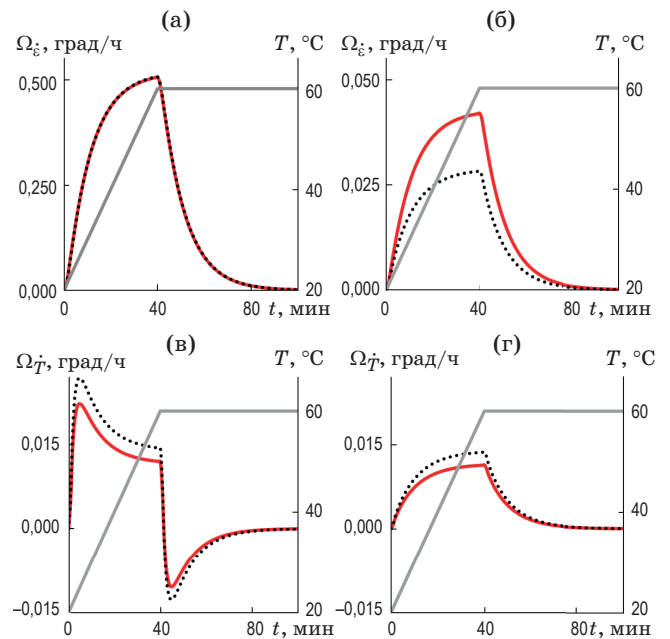 (а)
Ω_ε̇, град/ч
T, °C
0,500
0,250
0,000
60
40
20
0
40
80
t, мин
(б)
Ω_ε̇, град/ч
T, °C
0,050
0,025
0,000
60
40
20
0
40
80
t, мин
(в)
Ω_Ṫ, град/ч
T, °C
0,015
0,000
–0,015
60
40
20
0
40
80
t, мин
(г)
Ω_Ṫ, град/ч
T, °C
0,015
0,000
–0,015
60
40
20
0
40
80
t, мин